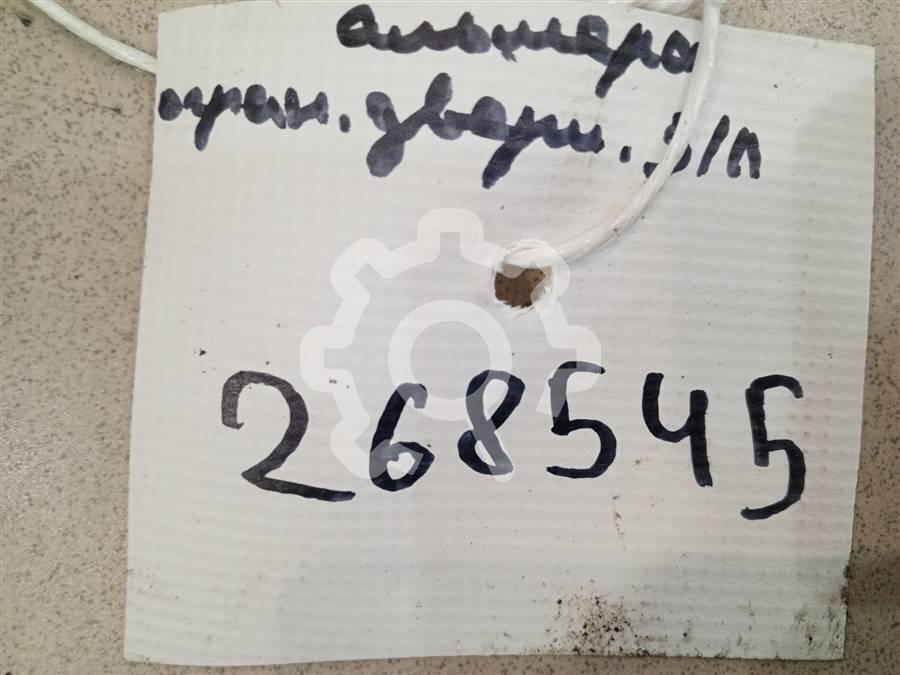 альмера
огран. двери. з/л
268545